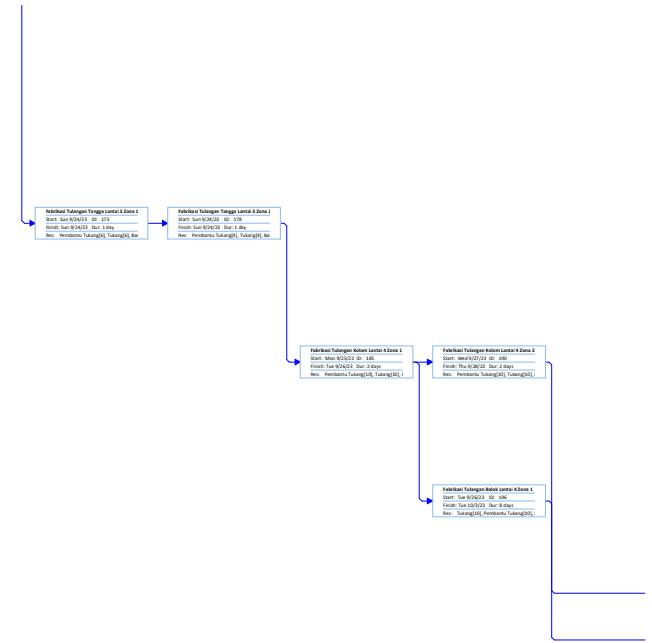 Fabrikasi Tulangan Tangga Lantai 3 Zona 1
Start: Sun 9/24/23 ID: 173
Finish: Sun 9/24/23 Dur: 1 day
Res: Pembantu Tukang[6], Tukang[6], Bas
Fabrikasi Tulangan Tangga Lantai 3 Zona 2
Start: Sun 9/24/23 ID: 178
Finish: Sun 9/24/23 Dur: 1 day
Res: Pembantu Tukang[4], Tukang[4], Ba
Fabrikasi Tulangan Kolom Lantai 4 Zona 1
Start: Mon 9/25/23 ID: 185
Finish: Tue 9/26/23 Dur: 2 days
Res: Pembantu Tukang[10], Tukang[10],
Fabrikasi Tulangan Kolom Lantai 4 Zona 2
Start: Wed 9/27/23 ID: 190
Finish: Thu 9/28/23 Dur: 2 days
Res: Pembantu Tukang[10], Tukang[10],
Fabrikasi Tulangan Balok Lantai 4 Zona 1
Start: Tue 9/26/23 ID: 196
Finish: Tue 10/3/23 Dur: 8 days
Res: Tukang[10], Pembantu Tukang[10],